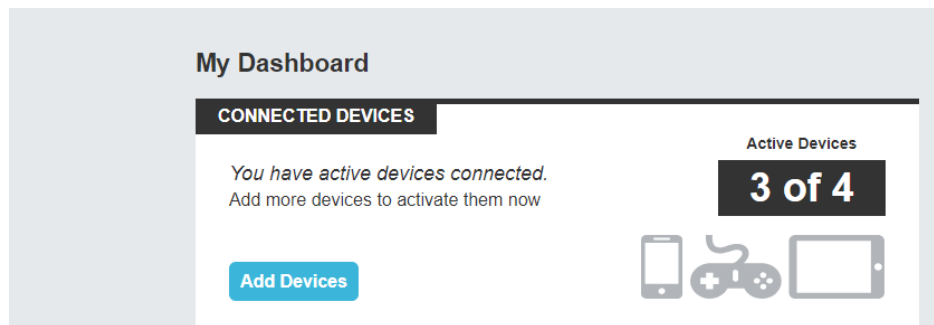 My Dashboard
CONNECTED DEVICES
Active Devices
3 of 4
You have active devices connected.
Add more devices to activate them now
Add Devices